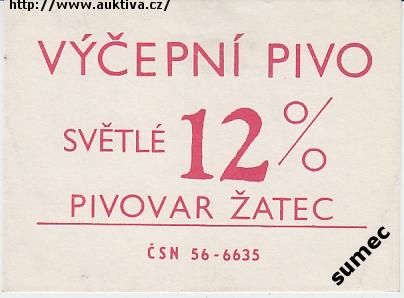 http://www.auktiva.cz/
VÝČEPNÍ PIVO
SVĚTLÉ 12%
PIVOVAR ŽATEC
ČSN 56-6635
sumec